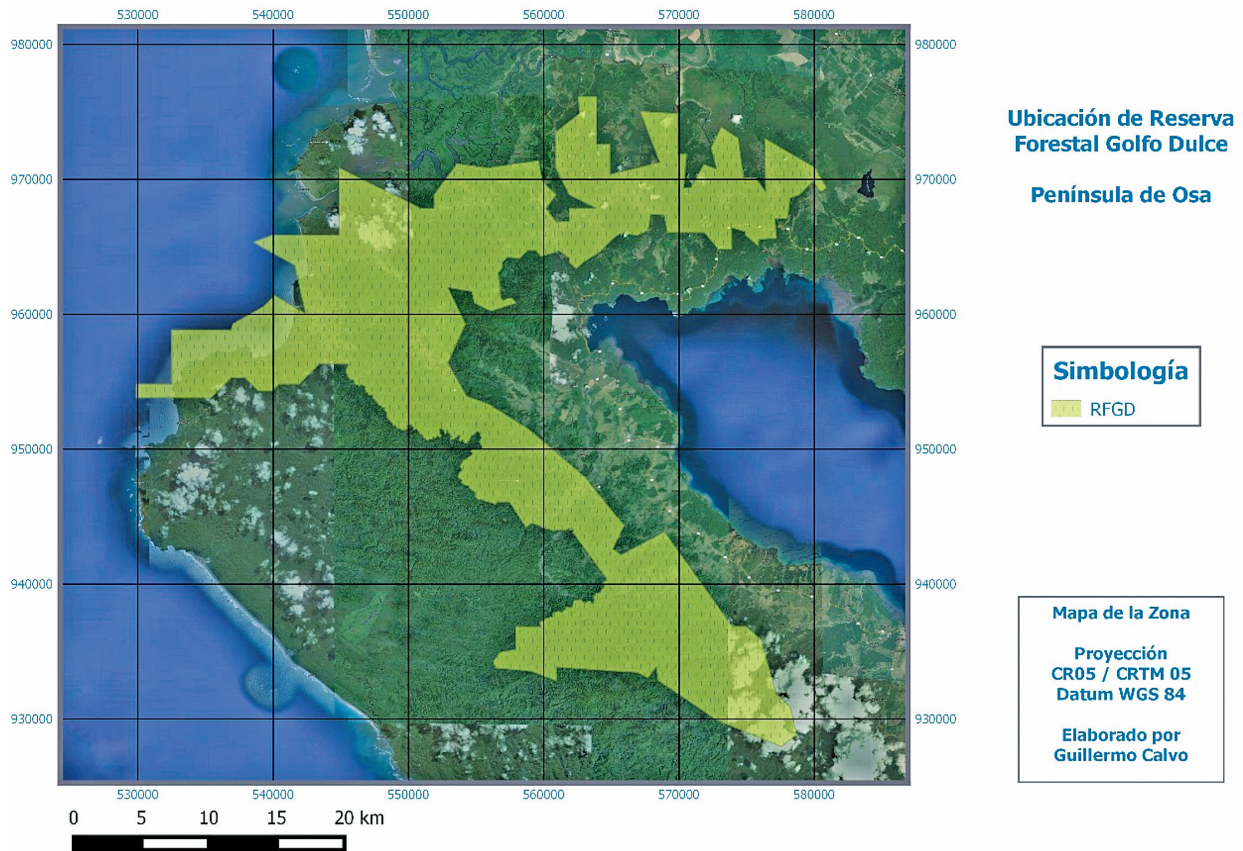 530000 540000 550000 560000 570000 580000
980000 980000
970000 970000
960000 960000
950000 950000
940000 940000
930000 930000
530000 540000 550000 560000 570000 580000
0 5 10 15 20 km
Ubicación de Reserva
Forestal Golfo Dulce
Península de Osa
Simbología
RFGD
Mapa de la Zona
Proyección
CR05 / CRTM 05
Datum WGS 84
Elaborado por
Guillermo Calvo